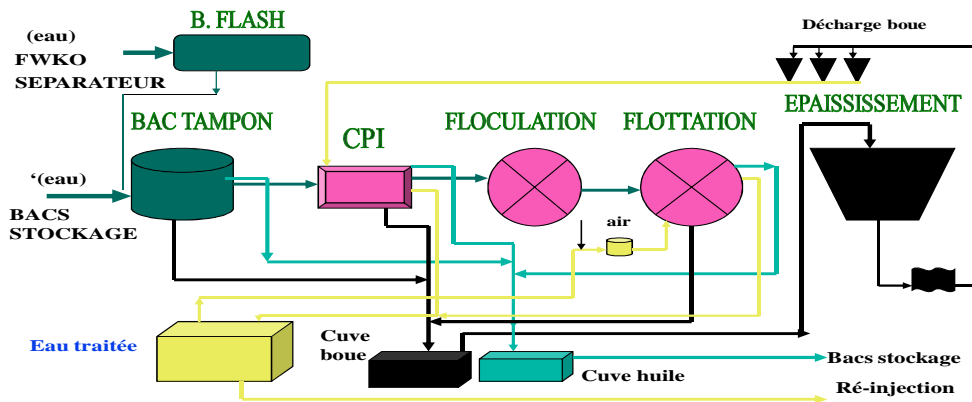 B. FLASH
(eau)
FWKO
SEPARATEUR
Décharge boue
EPAISSISSEMENT
BAC TAMPON
CPI
FLOCULATION
FLOTTATION
‘(eau)
BACS
STOCKAGE
air
Eau traitée
Cuve
boue
Cuve huile
Bacs stockage
Ré-injection